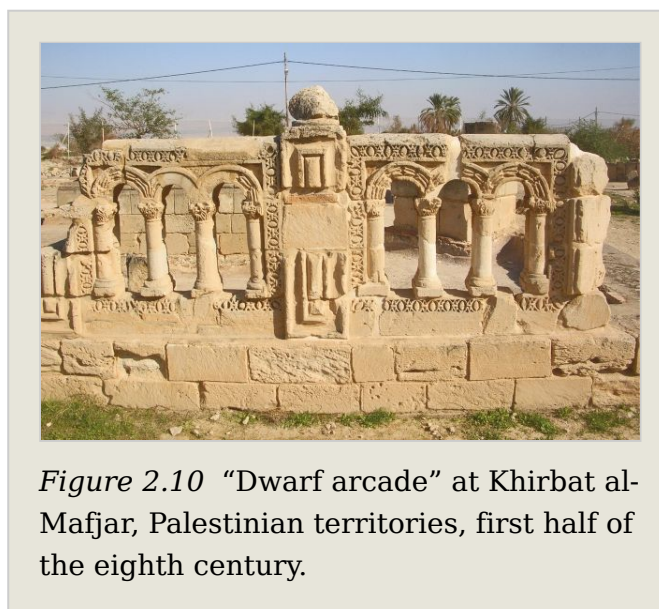 Figure 2.10 “Dwarf arcade” at Khirbat al-
Mafjar, Palestinian territories, first half of
the eighth century.